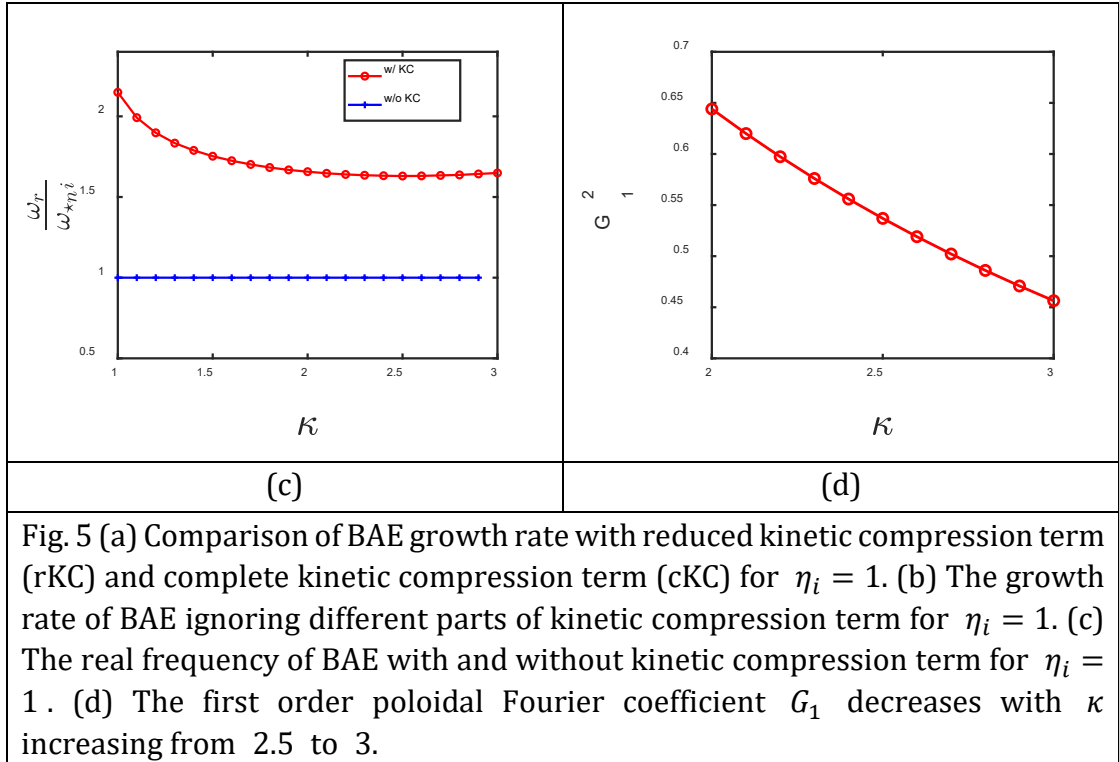 w/ KC
w/o KC
2
1.5
1
0.5
ω_r
ω_{⋆ni}
1 1.5 2 2.5 3
κ
0.7
0.65
0.6
0.55
0.5
0.45
0.4
G_1^2
2 2.5 3
κ
(c) (d)
Fig. 5 (a) Comparison of BAE growth rate with reduced kinetic compression term
(rKC) and complete kinetic compression term (cKC) for η_i = 1. (b) The growth
rate of BAE ignoring different parts of kinetic compression term for η_i = 1. (c)
The real frequency of BAE with and without kinetic compression term for η_i =
1 . (d) The first order poloidal Fourier coefficient G_1 decreases with κ
increasing from 2.5 to 3.